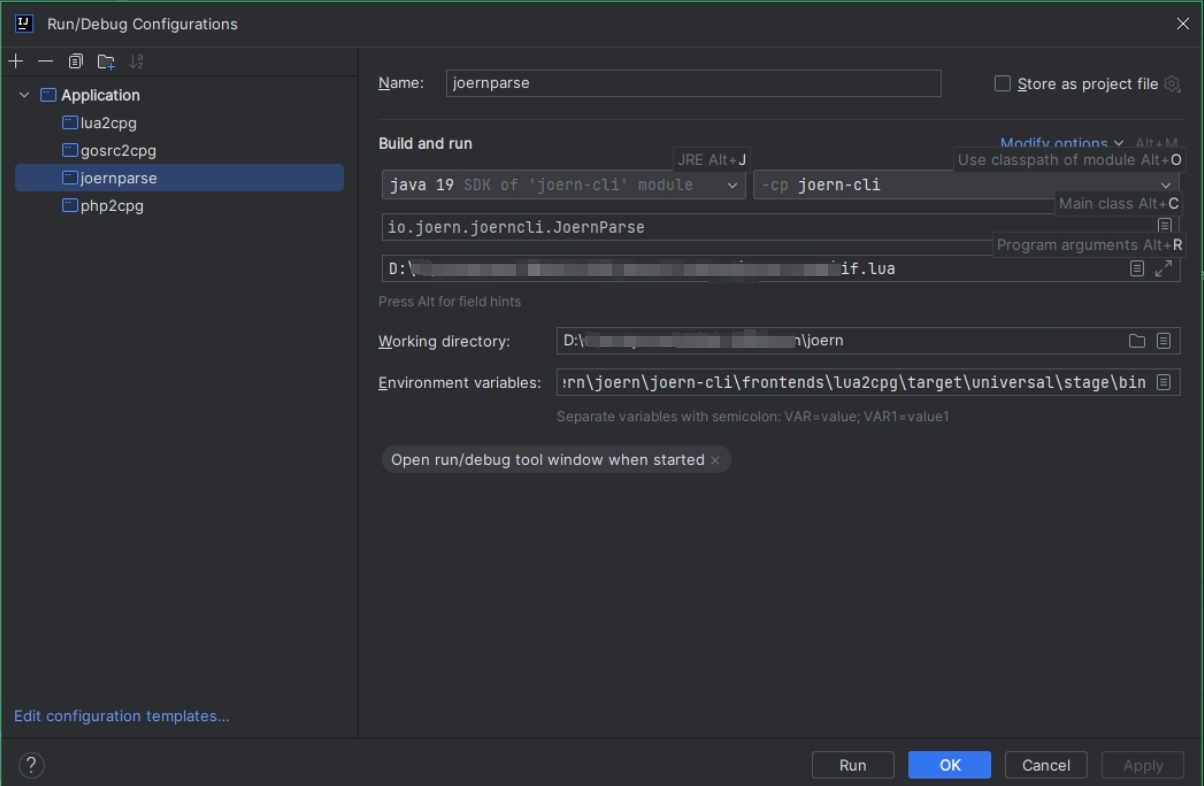 Run/Debug Configurations
Application
lua2cpg
gosrc2cpg
joernparse
php2cpg
Edit configuration templates...
Name: joernparse
Store as project file
Build and run
Modify options Alt+M
JRE Alt+J
Use classpath of module Alt+O
java 19 SDK of 'joern-cli' module
-cp joern-cli
Main class Alt+C
io.joern.joerncli.JoernParse
Program arguments Alt+R
D:\ if.lua
Press Alt for field hints
Working directory: D:\ n\joern
Environment variables: ern\joern\joern-cli\frontends\lua2cpg\target\universal\stage\bin
Separate variables with semicolon: VAR=value; VAR1=value1
Open run/debug tool window when started ×
? Run OK Cancel Apply